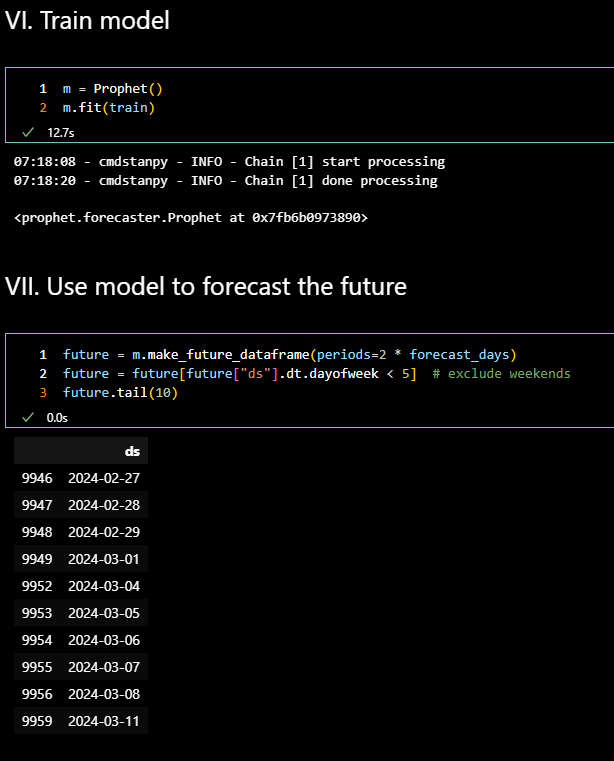 VI. Train model
1 m = Prophet()
2 m.fit(train)
✓ 12.7s
07:18:08 - cmdstanpy - INFO - Chain [1] start processing
07:18:20 - cmdstanpy - INFO - Chain [1] done processing
<prophet.forecaster.Prophet at 0x7fb6b0973890>
VII. Use model to forecast the future
1 future = m.make_future_dataframe(periods=2 * forecast_days)
2 future = future[future["ds"].dt.dayofweek < 5]  # exclude weekends
3 future.tail(10)
✓ 0.0s
ds
9946 2024-02-27
9947 2024-02-28
9948 2024-02-29
9949 2024-03-01
9952 2024-03-04
9953 2024-03-05
9954 2024-03-06
9955 2024-03-07
9956 2024-03-08
9959 2024-03-11